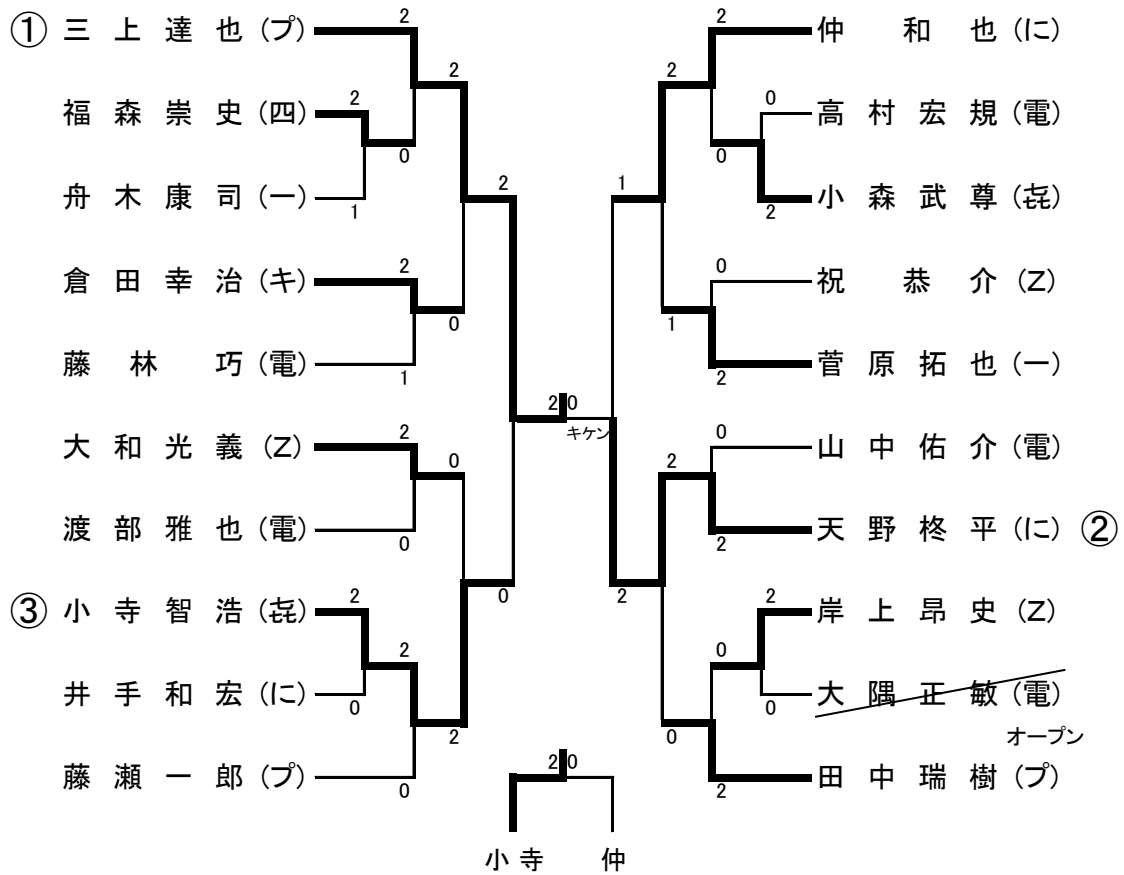 ① 三上達也(プ)
福森崇史(四)
舟木康司(一)
倉田幸治(キ)
藤林巧(電)
大和光義(Z)
渡部雅也(電)
③ 小寺智浩(㐂)
井手和宏(に)
藤瀬一郎(プ)
2
2
0
1
2
1
2
0
2
0
2
0
2
0
2
0
2
0
2 0
キケン
2 0
小寺 仲
1
2
2
1
2
0
2
0
0
2
0
2
0
2
0
2
0
2
仲和也(に)
高村宏規(電)
小森武尊(㐂)
祝恭介(Z)
菅原拓也(一)
山中佑介(電)
天野柊平(に) ②
岸上昂史(Z)
大隅正敏(電)
オープン
田中瑞樹(プ)